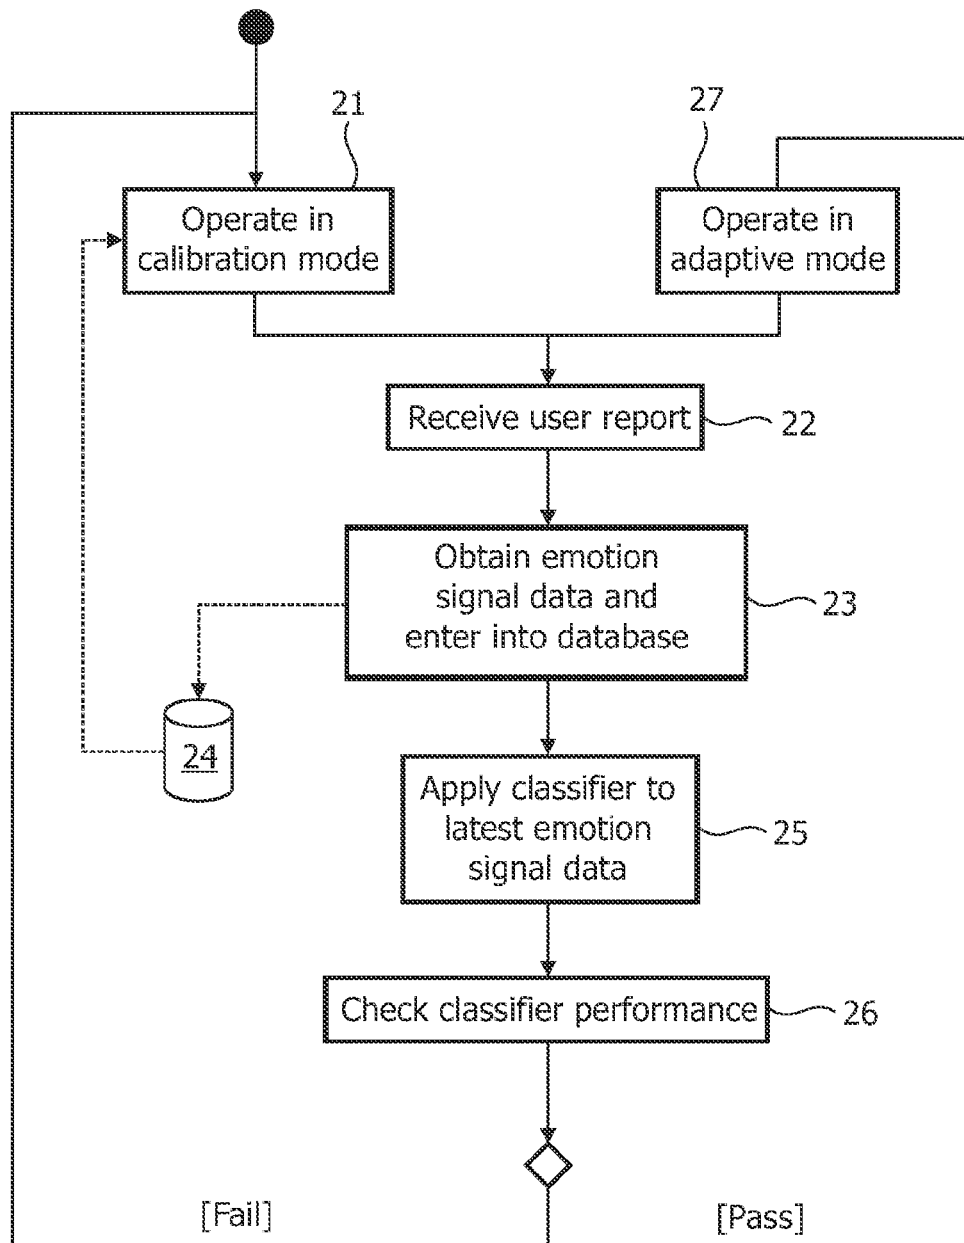 21
27
Operate in
calibration mode
Operate in
adaptive mode
Receive user report
22
Obtain emotion
signal data and
enter into database
23
24
Apply classifier to
latest emotion
signal data
25
Check classifier performance
26
[Fail]
[Pass]